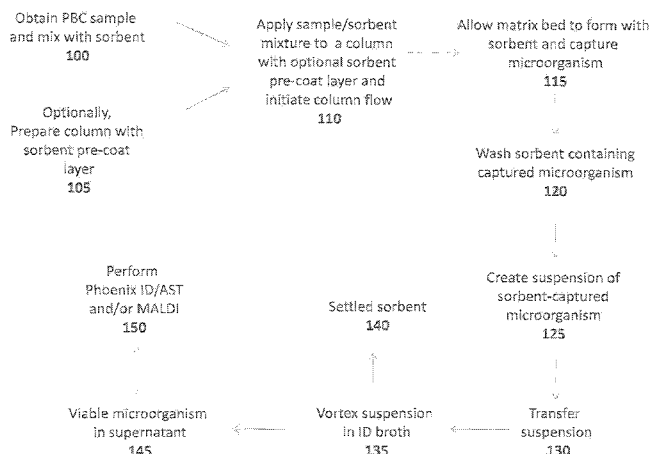 Obtain PBC sample
and mix with sorbent
100
Optionally,
Prepare column with
sorbent pre-coat
layer
105
Apply sample/sorbent
mixture to a column
with optional sorbent
pre-coat layer and
initiate column flow
110
Allow matrix bed to form with
sorbent and capture
microorganism
115
Wash sorbent containing
captured microorganism
120
Create suspension of
sorbent-captured
microorganism
125
Transfer
suspension
130
Vortex suspension
in ID broth
135
Settled sorbent
140
Viable microorganism
in supernatant
145
Perform
Phoenix ID/AST
and/or MALDI
150